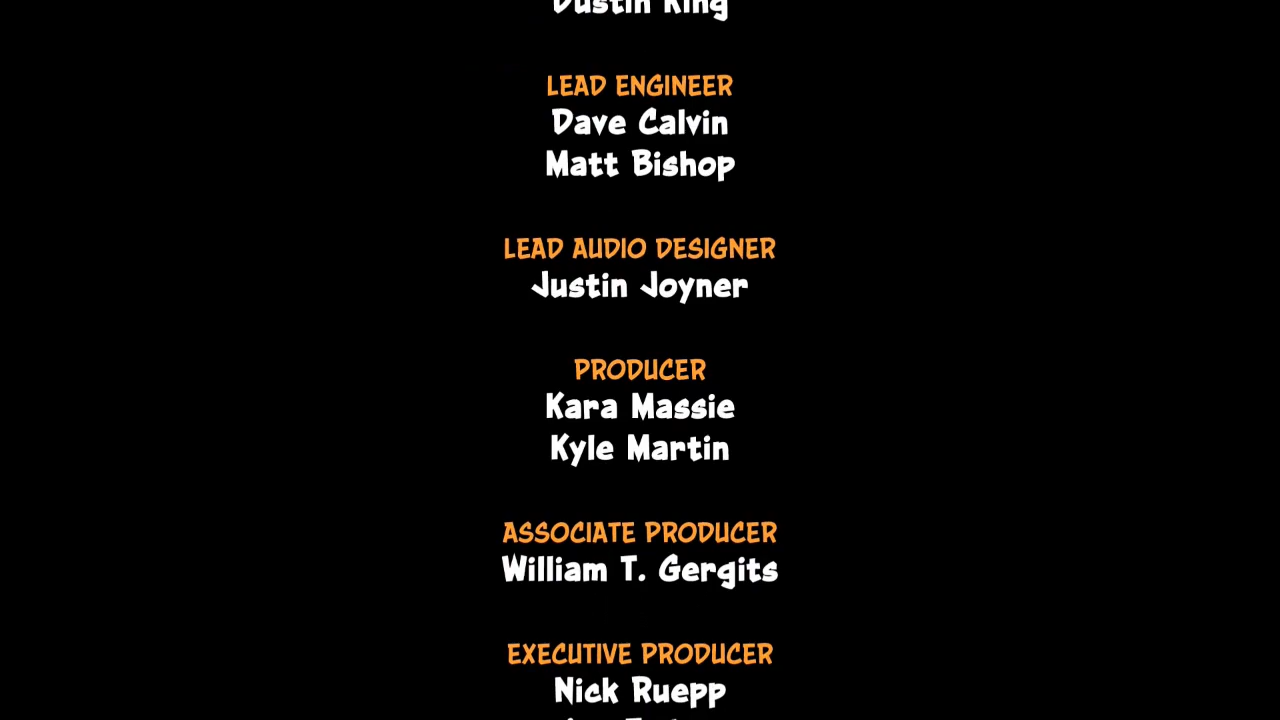 Dustin King
LEAD ENGINEER
Dave Calvin
Matt Bishop
LEAD AUDIO DESIGNER
Justin Joyner
PRODUCER
Kara Massie
Kyle Martin
ASSOCIATE PRODUCER
William T. Gergits
EXECUTIVE PRODUCER
Nick Ruepp